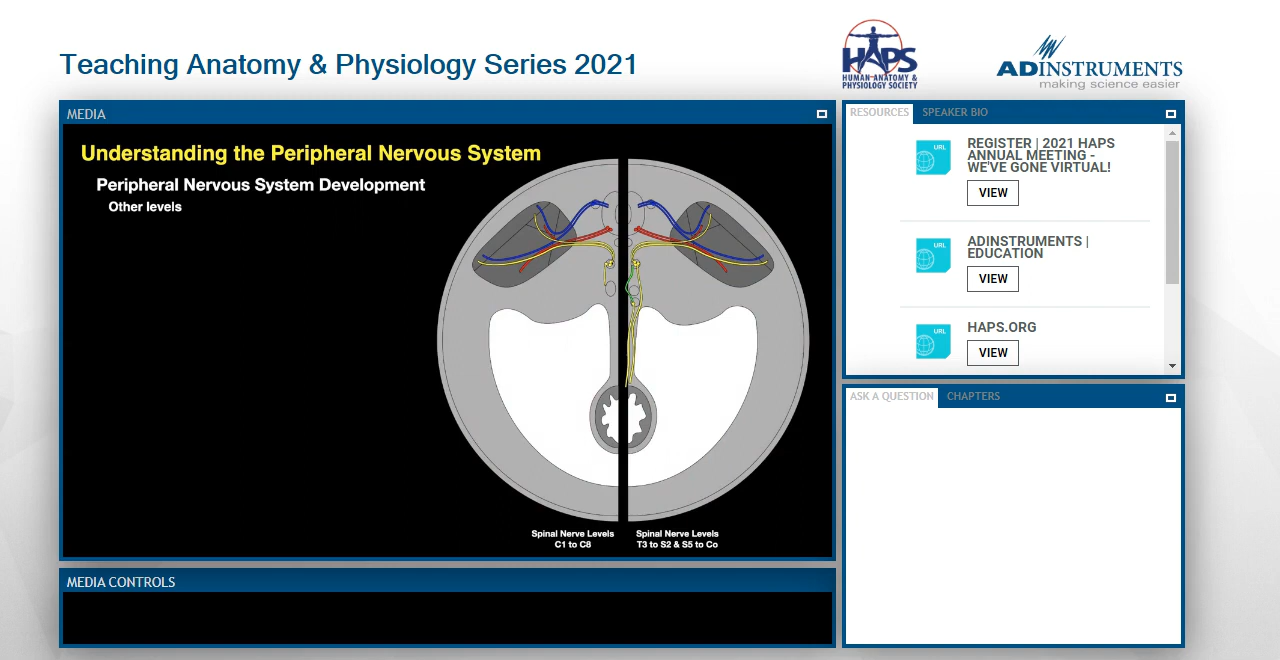 Teaching Anatomy & Physiology Series 2021
HAPS
HUMAN ANATOMY &
PHYSIOLOGY SOCIETY
ADINSTRUMENTS
making science easier
MEDIA
Understanding the Peripheral Nervous System
Peripheral Nervous System Development
Other levels
Spinal Nerve Levels
C1 to C8
Spinal Nerve Levels
T3 to S2 & S5 to Co
MEDIA CONTROLS
RESOURCES SPEAKER BIO
URL
REGISTER | 2021 HAPS
ANNUAL MEETING -
WE'VE GONE VIRTUAL!
VIEW
URL
ADINSTRUMENTS |
EDUCATION
VIEW
URL
HAPS.ORG
VIEW
ASK A QUESTION CHAPTERS